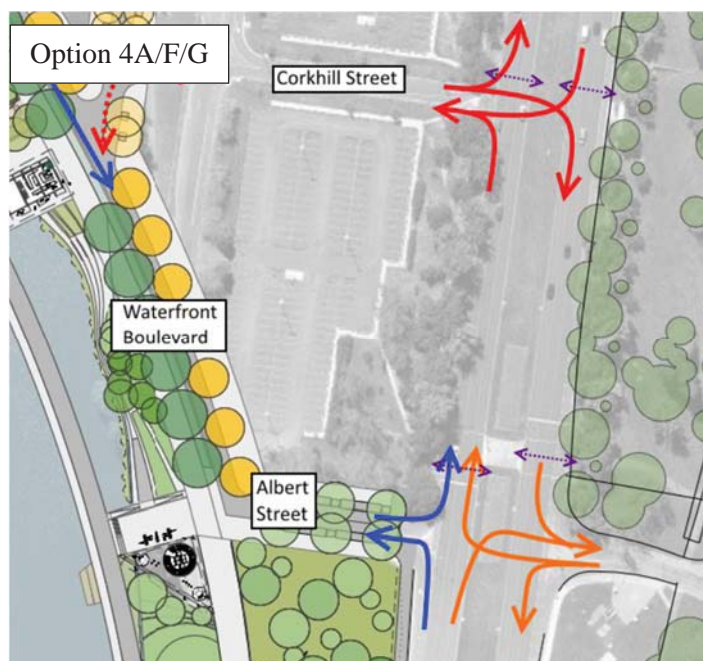 Option 4A/F/G
Corkhill Street
Waterfront
Boulevard
Albert
Street